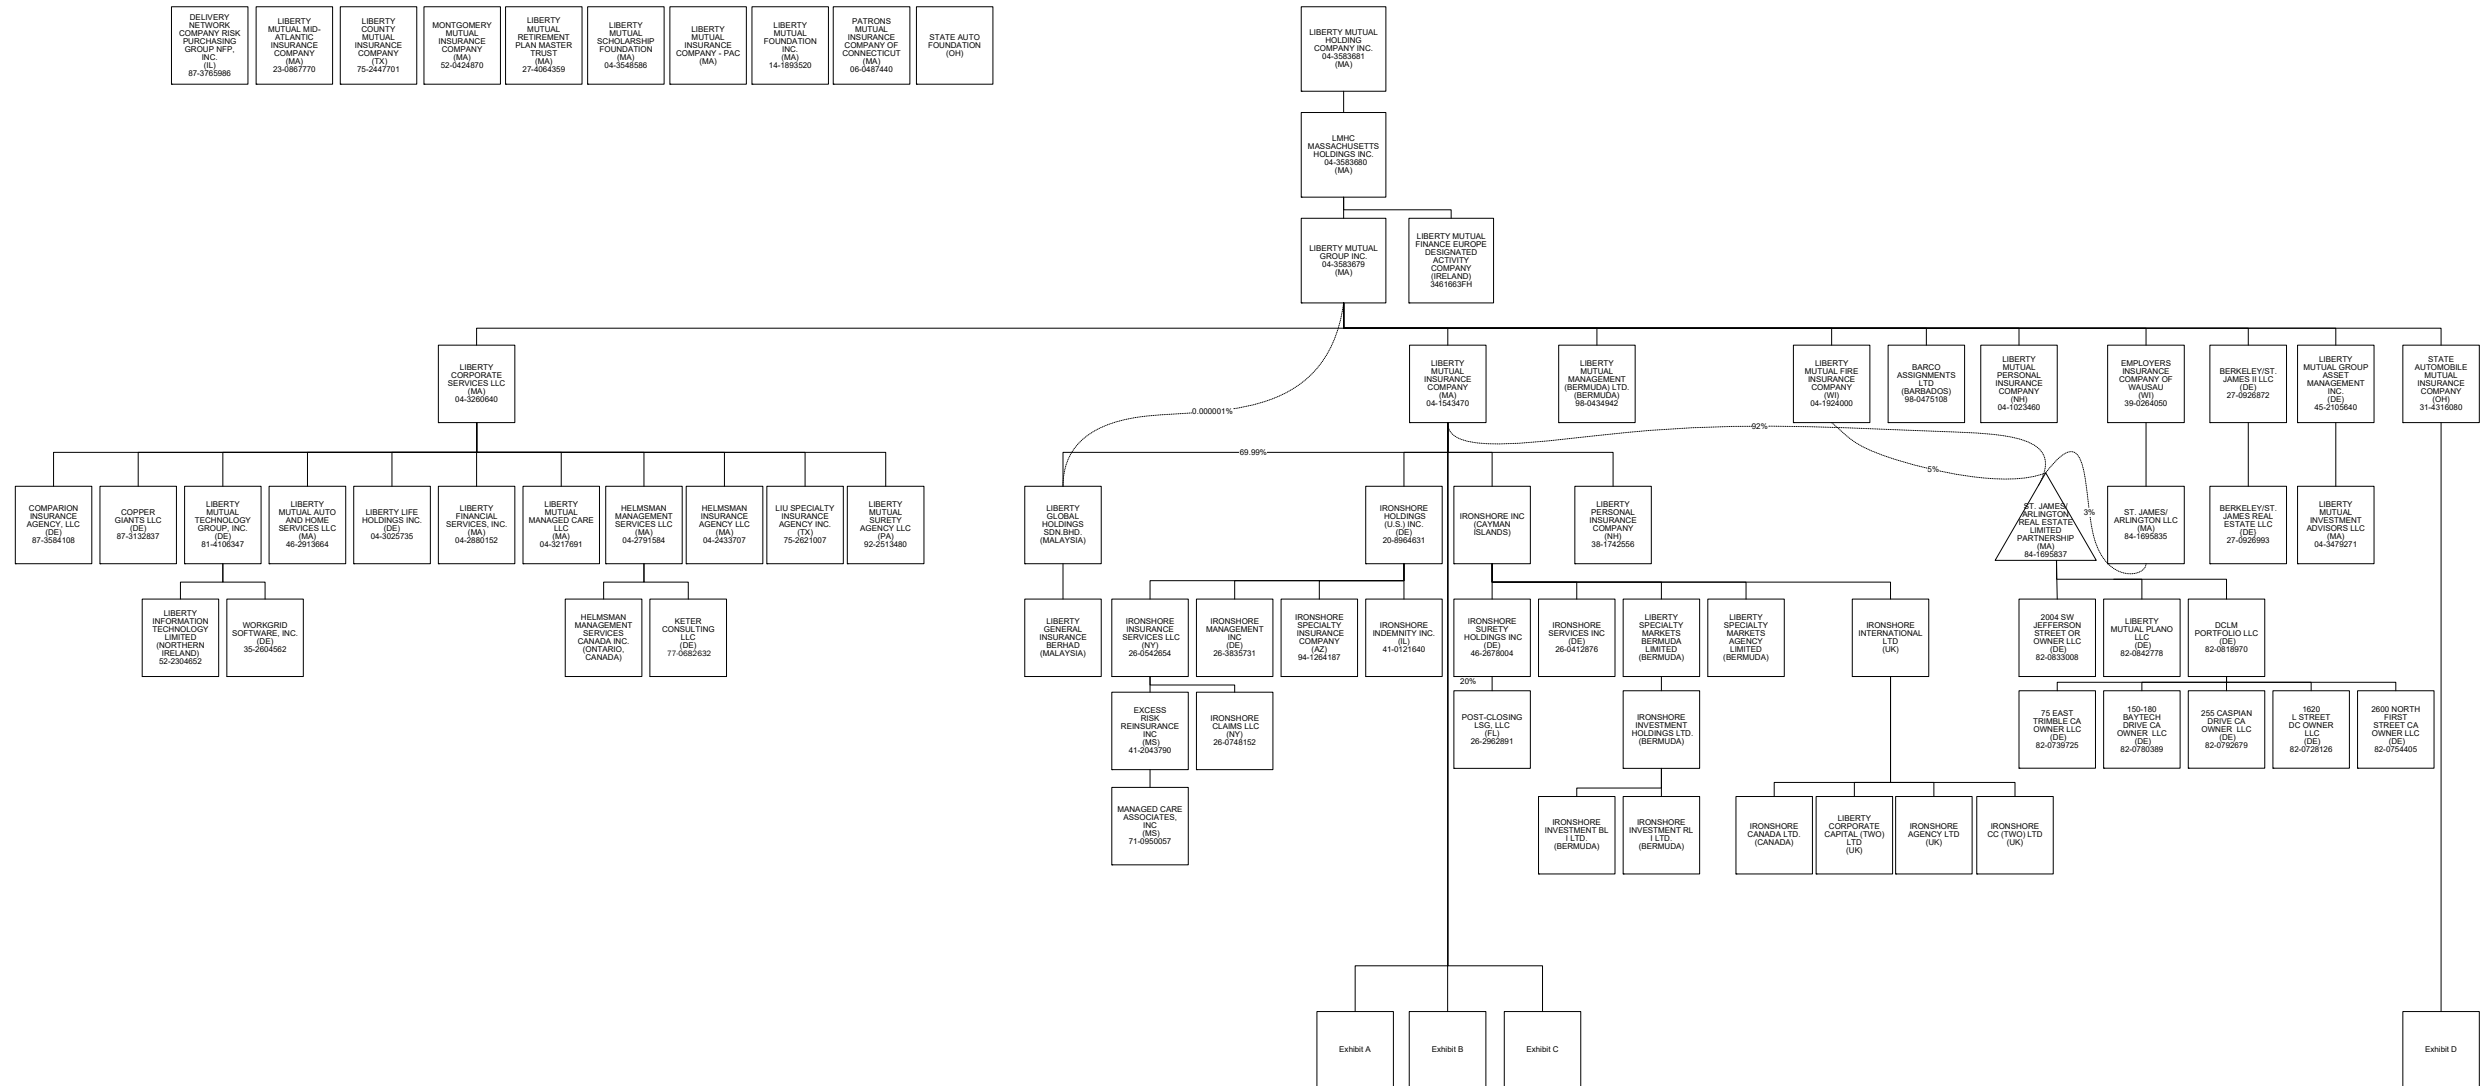 DELIVERY
NETWORK
COMPANY RISK
PURCHASING
GROUP NFP,
INC.
(IL)
87-3765986
LIBERTY
MUTUAL MID-
ATLANTIC
INSURANCE
COMPANY
(MA)
23-0867770
LIBERTY
COUNTY
MUTUAL
INSURANCE
COMPANY
(TX)
75-2447701
MONTGOMERY
MUTUAL
INSURANCE
COMPANY
(MA)
52-0424870
LIBERTY
MUTUAL
RETIREMENT
PLAN MASTER
TRUST
(MA)
27-4064359
LIBERTY
MUTUAL
SCHOLARSHIP
FOUNDATION
(MA)
04-3548586
LIBERTY
MUTUAL
INSURANCE
COMPANY - PAC
(MA)
LIBERTY
MUTUAL
FOUNDATION
INC.
(MA)
14-1893520
PATRONS
MUTUAL
INSURANCE
COMPANY OF
CONNECTICUT
(MA)
06-0487440
STATE AUTO
FOUNDATION
(OH)
LIBERTY MUTUAL
HOLDING
COMPANY INC.
04-3583681
(MA)
LMHC
MASSACHUSETTS
HOLDINGS INC.
04-3583680
(MA)
LIBERTY MUTUAL
GROUP INC.
04-3583679
(MA)
LIBERTY MUTUAL
FINANCE EUROPE
DESIGNATED
ACTIVITY
COMPANY
(IRELAND)
3461663FH
LIBERTY
CORPORATE
SERVICES LLC
(MA)
04-3260640
LIBERTY
MUTUAL
INSURANCE
COMPANY
(MA)
04-1543470
LIBERTY
MUTUAL
MANAGEMENT
(BERMUDA) LTD.
(BERMUDA)
98-0434942
LIBERTY
MUTUAL FIRE
INSURANCE
COMPANY
(WI)
04-1924000
BARCO
ASSIGNMENTS
LTD
(BARBADOS)
98-0475108
LIBERTY
MUTUAL
PERSONAL
INSURANCE
COMPANY
(NH)
04-1023460
EMPLOYERS
INSURANCE
COMPANY OF
WAUSAU
(WI)
39-0264050
BERKELEY/ST.
JAMES II LLC
(DE)
27-0926872
LIBERTY
MUTUAL GROUP
ASSET
MANAGEMENT
INC.
(DE)
45-2105640
STATE
AUTOMOBILE
MUTUAL
INSURANCE
COMPANY
(OH)
31-4316080
0.000001%
92%
69.99%
5%
3%
COMPARION
INSURANCE
AGENCY, LLC
(DE)
87-3584108
COPPER
GIANTS LLC
(DE)
87-3132837
LIBERTY
MUTUAL
TECHNOLOGY
GROUP, INC.
(DE)
81-4106347
LIBERTY
MUTUAL AUTO
AND HOME
SERVICES LLC
(MA)
46-2913664
LIBERTY LIFE
HOLDINGS INC.
(DE)
04-3025735
LIBERTY
FINANCIAL
SERVICES, INC.
(MA)
04-2880152
LIBERTY
MUTUAL
MANAGED CARE
LLC
(MA)
04-3217691
HELMSMAN
MANAGEMENT
SERVICES LLC
(MA)
04-2791584
HELMSMAN
INSURANCE
AGENCY LLC
(MA)
04-2433707
LIU SPECIALTY
INSURANCE
AGENCY INC.
(TX)
75-2621007
LIBERTY
MUTUAL
SURETY
AGENCY LLC
(PA)
92-2513480
LIBERTY
GLOBAL
HOLDINGS
SDN.BHD.
(MALAYSIA)
IRONSHORE
HOLDINGS
(U.S.) INC.
(DE)
20-8964631
IRONSHORE INC
(CAYMAN
ISLANDS)
LIBERTY
PERSONAL
INSURANCE
COMPANY
(NH)
38-1742556
ST. JAMES/
ARLINGTON
REAL ESTATE
LIMITED
PARTNERSHIP
(MA)
84-1695837
ST. JAMES/
ARLINGTON LLC
(MA)
84-1695835
BERKELEY/ST.
JAMES REAL
ESTATE LLC
(DE)
27-0926993
LIBERTY
MUTUAL
INVESTMENT
ADVISORS LLC
(MA)
04-3479271
LIBERTY
INFORMATION
TECHNOLOGY
LIMITED
(NORTHERN
IRELAND)
52-2304652
WORKGRID
SOFTWARE, INC.
(DE)
35-2604562
HELMSMAN
MANAGEMENT
SERVICES
CANADA INC.
(ONTARIO,
CANADA)
KETER
CONSULTING
LLC
(DE)
77-0682632
LIBERTY
GENERAL
INSURANCE
BERHAD
(MALAYSIA)
IRONSHORE
INSURANCE
SERVICES LLC
(NY)
26-0542654
IRONSHORE
MANAGEMENT
INC
(DE)
26-3835731
IRONSHORE
SPECIALTY
INSURANCE
COMPANY
(AZ)
94-1264187
IRONSHORE
INDEMNITY INC.
(IL)
41-0121640
IRONSHORE
SURETY
HOLDINGS INC
(DE)
46-2678004
IRONSHORE
SERVICES INC
(DE)
26-0412876
LIBERTY
SPECIALTY
MARKETS
BERMUDA
LIMITED
(BERMUDA)
LIBERTY
SPECIALTY
MARKETS
AGENCY
LIMITED
(BERMUDA)
IRONSHORE
INTERNATIONAL
LTD
(UK)
2004 SW
JEFFERSON
STREET OR
OWNER LLC
(DE)
82-0833008
LIBERTY
MUTUAL PLANO
LLC
(DE)
82-0842778
DCLM
PORTFOLIO LLC
(DE)
82-0818970
20%
EXCESS
RISK
REINSURANCE
INC
(MS)
41-2043790
IRONSHORE
CLAIMS LLC
(NY)
26-0748152
POST-CLOSING
LSG, LLC
(FL)
26-2962891
IRONSHORE
INVESTMENT
HOLDINGS LTD.
(BERMUDA)
75 EAST
TRIMBLE CA
OWNER LLC
(DE)
82-0739725
150-180
BAYTECH
DRIVE CA
OWNER LLC
(DE)
82-0780389
255 CASPIAN
DRIVE CA
OWNER LLC
(DE)
82-0792679
1620
L STREET
DC OWNER
LLC
(DE)
82-0728126
2600 NORTH
FIRST
STREET CA
OWNER LLC
(DE)
82-0754405
MANAGED CARE
ASSOCIATES,
INC
(MS)
71-0950057
IRONSHORE
INVESTMENT BL
I LTD.
(BERMUDA)
IRONSHORE
INVESTMENT RL
I LTD.
(BERMUDA)
IRONSHORE
CANADA LTD.
(CANADA)
LIBERTY
CORPORATE
CAPITAL (TWO)
LTD
(UK)
IRONSHORE
AGENCY LTD
(UK)
IRONSHORE
CC (TWO) LTD
(UK)
Exhibit A
Exhibit B
Exhibit C
Exhibit D